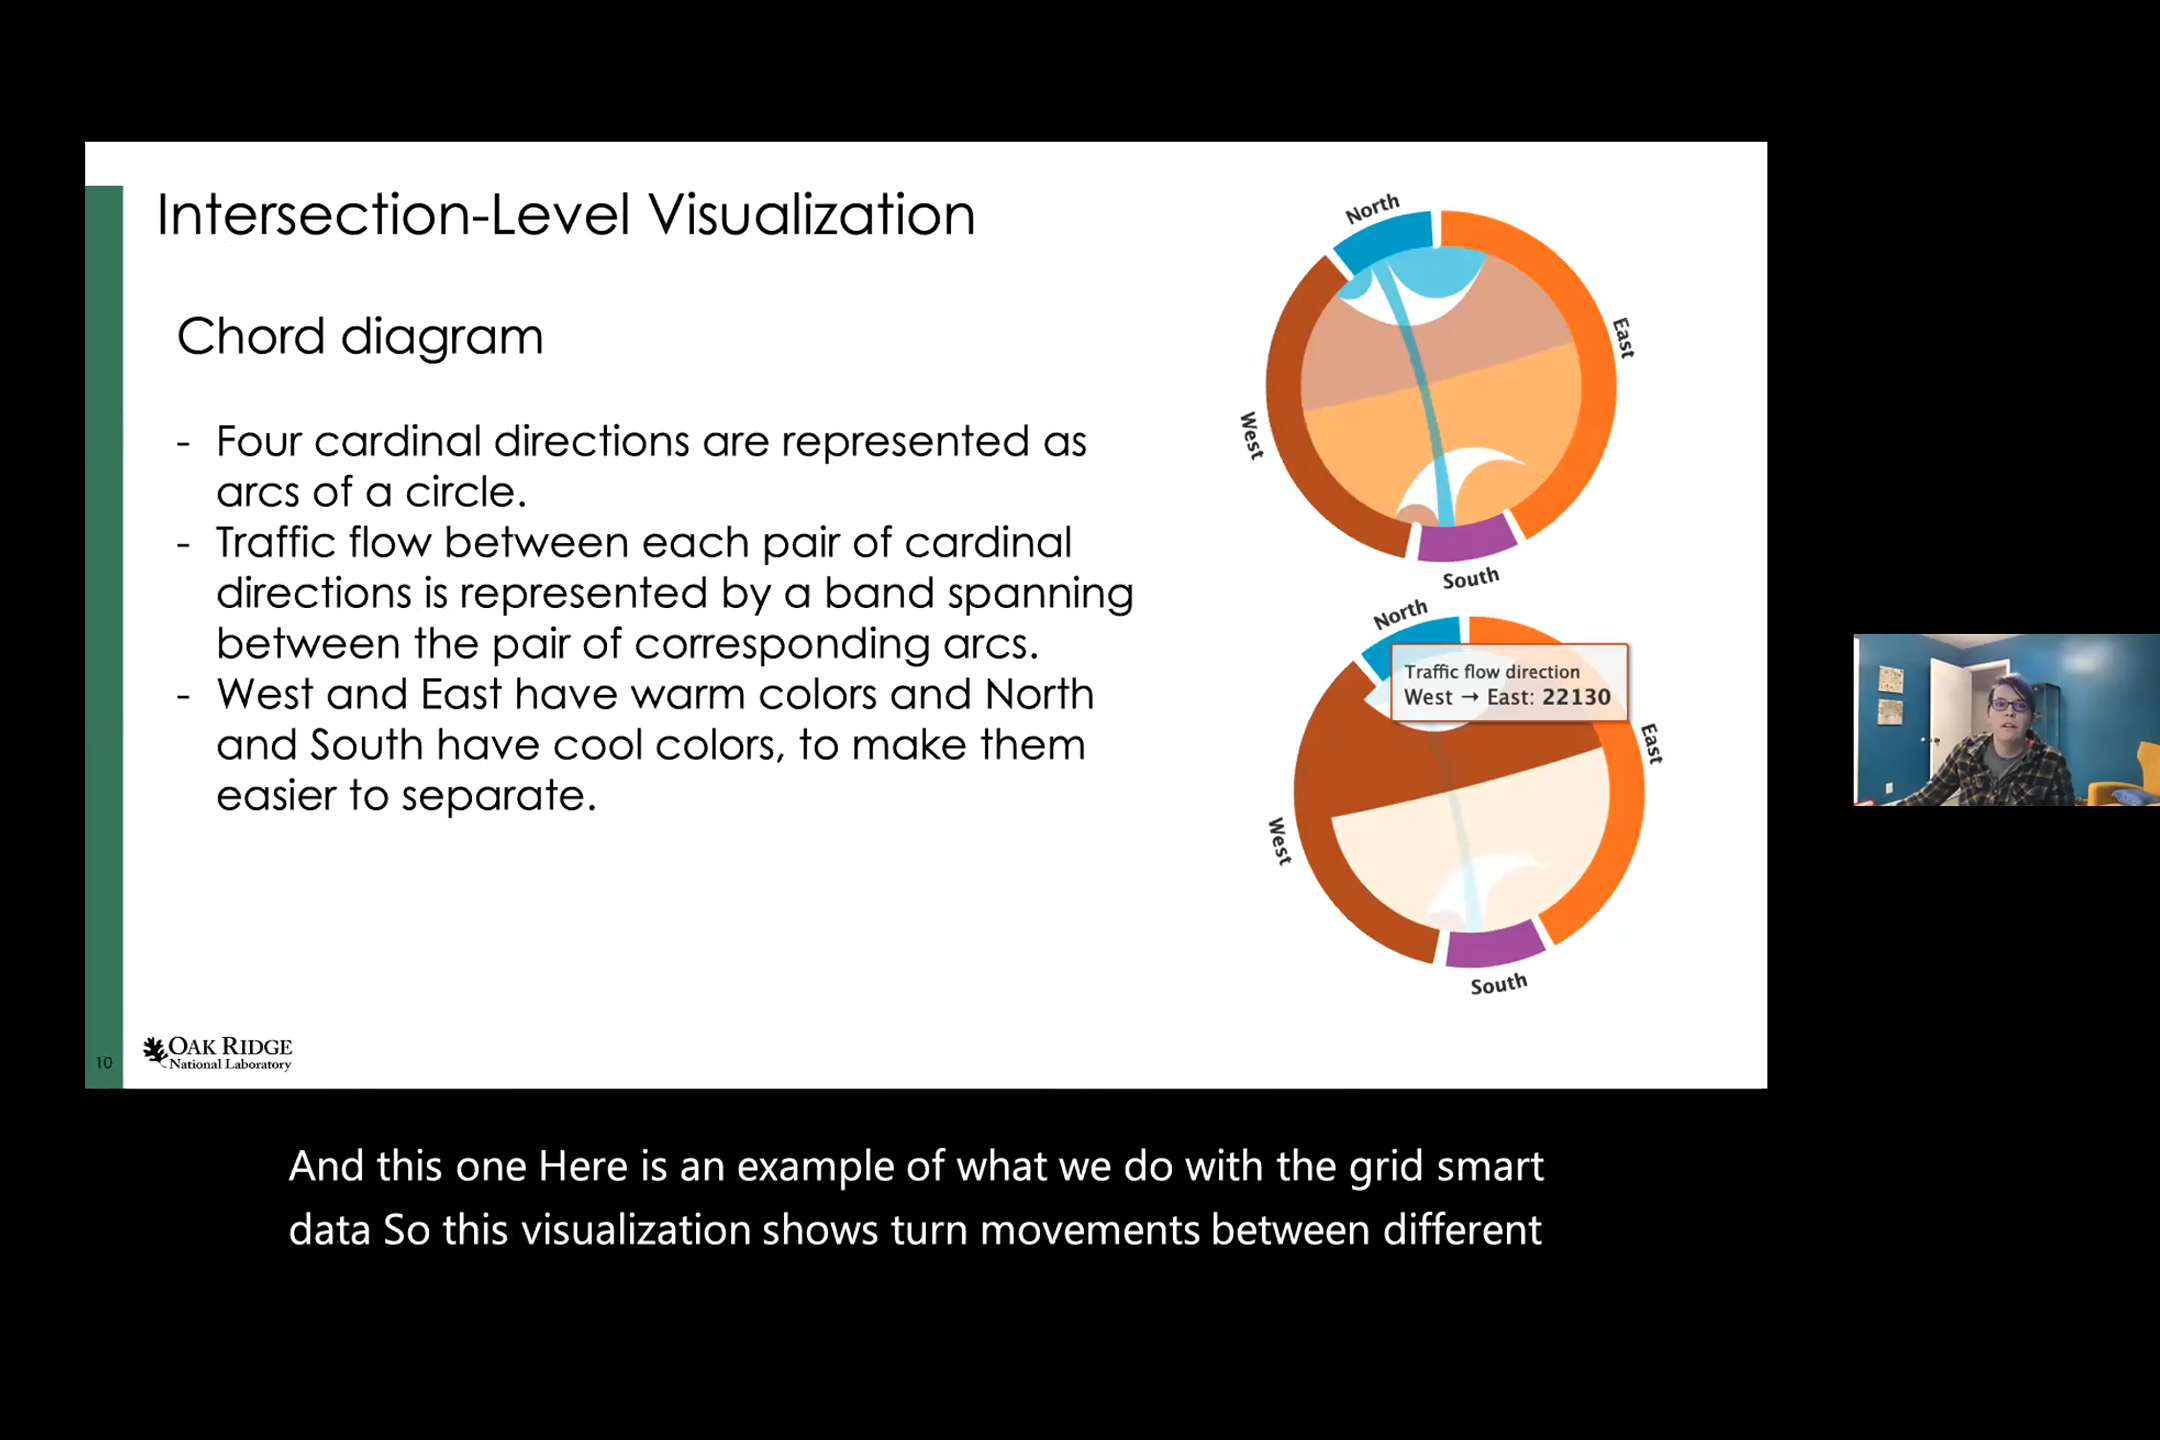 Intersection-Level Visualization
Chord diagram
- Four cardinal directions are represented as
arcs of a circle.
- Traffic flow between each pair of cardinal
directions is represented by a band spanning
between the pair of corresponding arcs.
- West and East have warm colors and North
and South have cool colors, to make them
easier to separate.
North
East
West
South
North
Traffic flow direction
West → East: 22130
East
West
South
10
OAK RIDGE
National Laboratory
And this one Here is an example of what we do with the grid smart
data So this visualization shows turn movements between different